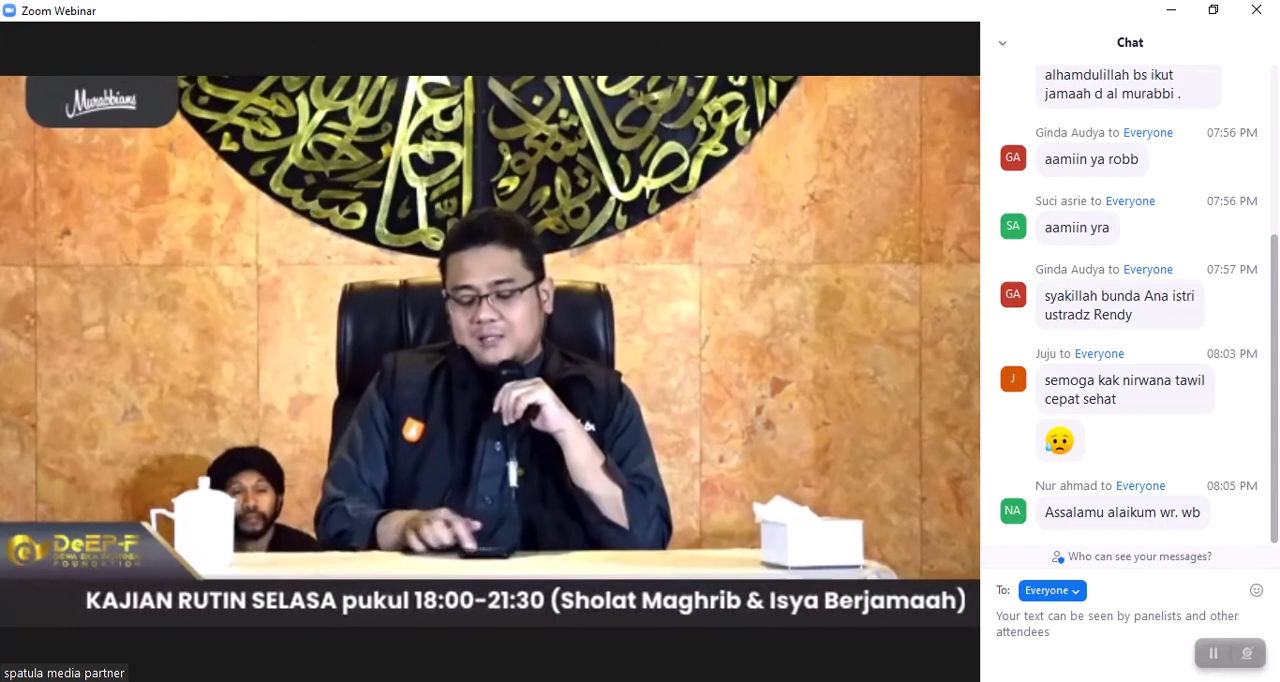 Zoom Webinar
Murabbians
DeEP-F
FOUNDATION
KAJIAN RUTIN SELASA pukul 18:00-21:30 (Sholat Maghrib & Isya Berjamaah)
spatula media partner
Chat
alhamdulillah bs ikut
jamaah d al murabbi .
Ginda Audya to Everyone 07:56 PM
GA
aamiin ya robb
Suci asrie to Everyone 07:56 PM
SA
aamiin yra
Ginda Audya to Everyone 07:57 PM
GA
syakillah bunda Ana istri
ustradz Rendy
Juju to Everyone 08:03 PM
J
semoga kak nirwana tawil
cepat sehat
Nur ahmad to Everyone 08:05 PM
NA
Assalamu alaikum wr. wb
Who can see your messages?
To: Everyone
Your text can be seen by panelists and other
attendees